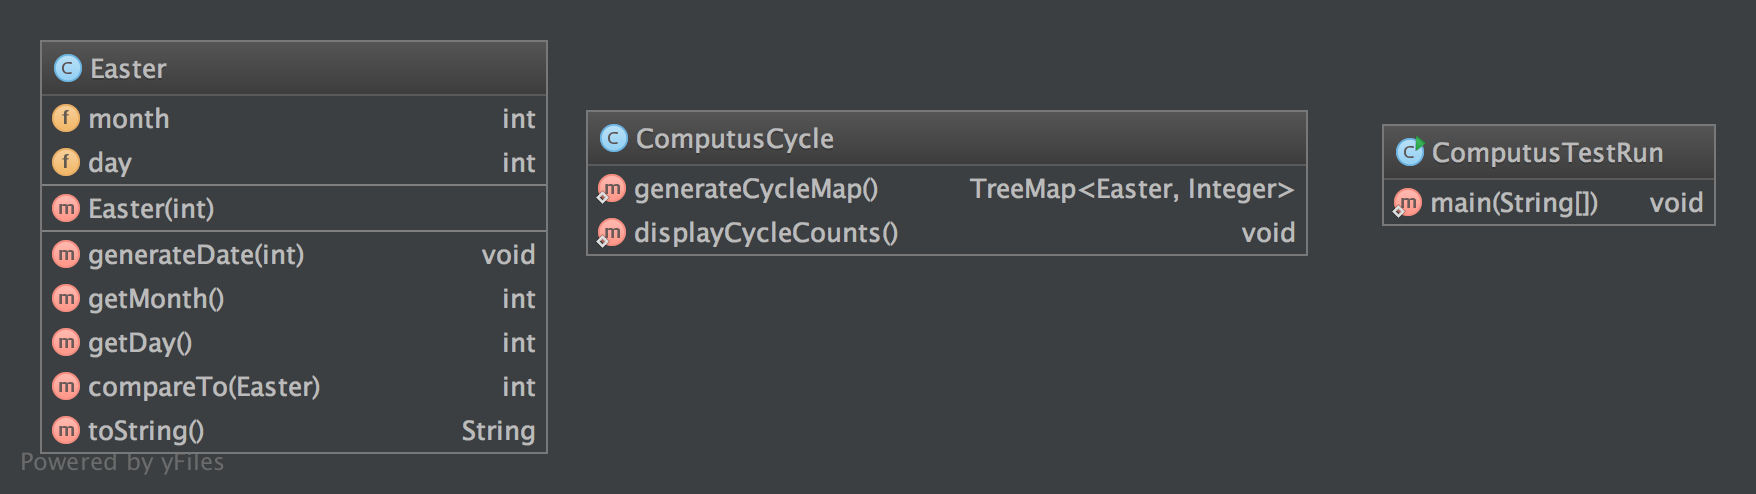 Easter
month int
day int
Easter(int)
generateDate(int) void
getMonth() int
getDay() int
compareTo(Easter) int
toString() String
ComputusCycle
generateCycleMap() TreeMap<Easter, Integer>
displayCycleCounts() void
ComputusTestRun
main(String[]) void
Powered by yFiles